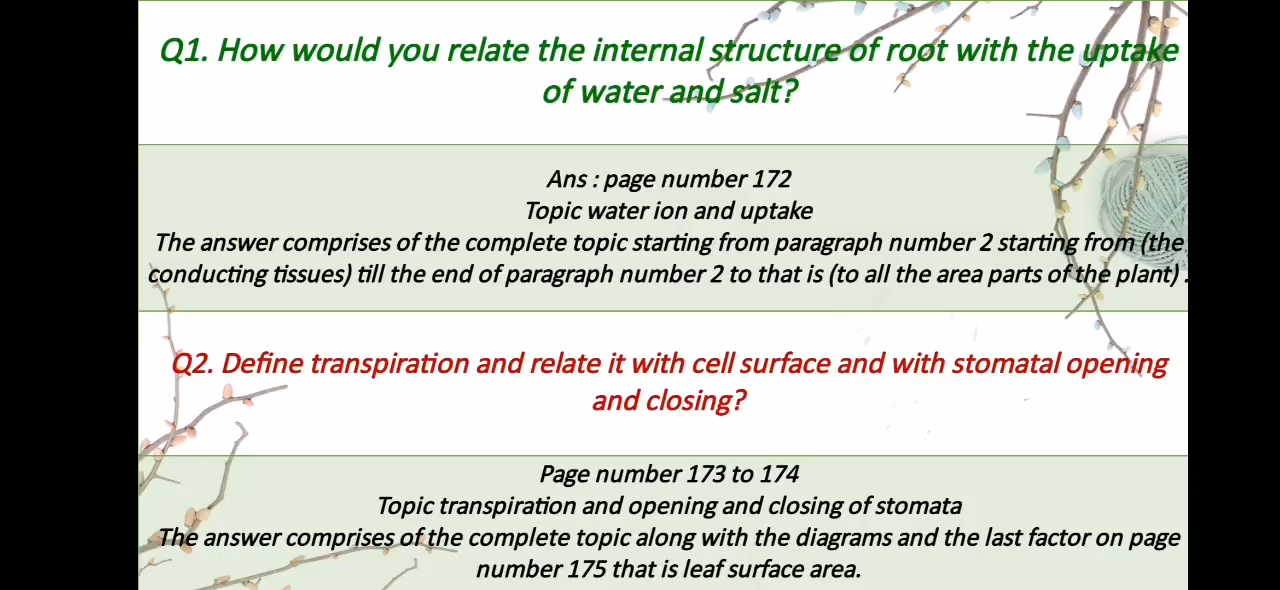 Q1. How would you relate the internal structure of root with the uptake
of water and salt?
Ans : page number 172
Topic water ion and uptake
The answer comprises of the complete topic starting from paragraph number 2 starting from (the
conducting tissues) till the end of paragraph number 2 to that is (to all the area parts of the plant) .
Q2. Define transpiration and relate it with cell surface and with stomatal opening
and closing?
Page number 173 to 174
Topic transpiration and opening and closing of stomata
The answer comprises of the complete topic along with the diagrams and the last factor on page
number 175 that is leaf surface area.